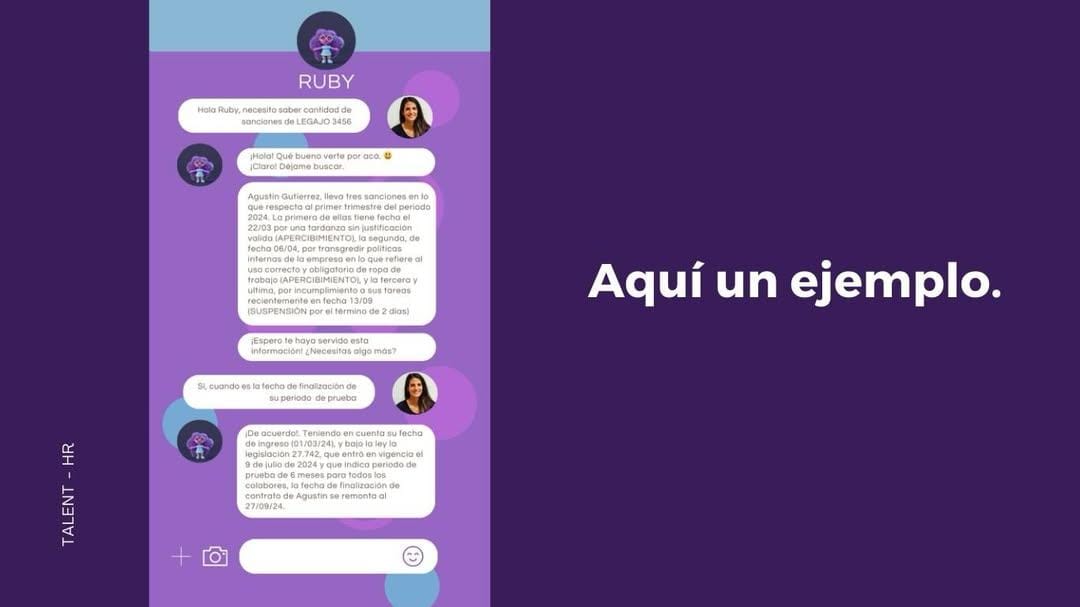 RUBY
Hola Ruby, necesito saber cantidad de
sanciones de LEGAJO 3456
¡Hola! Qué bueno verte por acá. 😃
¡Claro! Déjame buscar.
Agustin Gutierrez, lleva tres sanciones en lo
que respecta al primer trimestre del periodo
2024. La primera de ellas tiene fecha el
22/03 por una tardanza sin justificación
valida (APERCIBIMIENTO), la segunda, de
fecha 06/04, por transgredir políticas
internas de la empresa en lo que refiere al
uso correcto y obligatorio de ropa de
trabajo (APERCIBIMIENTO), y la tercera y
ultima, por incumplimiento a sus tareas
recientemente en fecha 13/09
(SUSPENSIÓN por el término de 2 días)
¡Espero te haya servido esta
información! ¿Necesitas algo más?
Si, cuando es la fecha de finalización de
su periodo de prueba
¡De acuerdo!. Teniendo en cuenta su fecha
de ingreso (01/03/24), y bajo la ley la
legislación 27.742, que entró en vigencia el
9 de julio de 2024 y que indica periodo de
prueba de 6 meses para todos los
colabores, la fecha de finalización de
contrato de Agustin se remonta al
27/09/24.
TALENT - HR
Aquí un ejemplo.